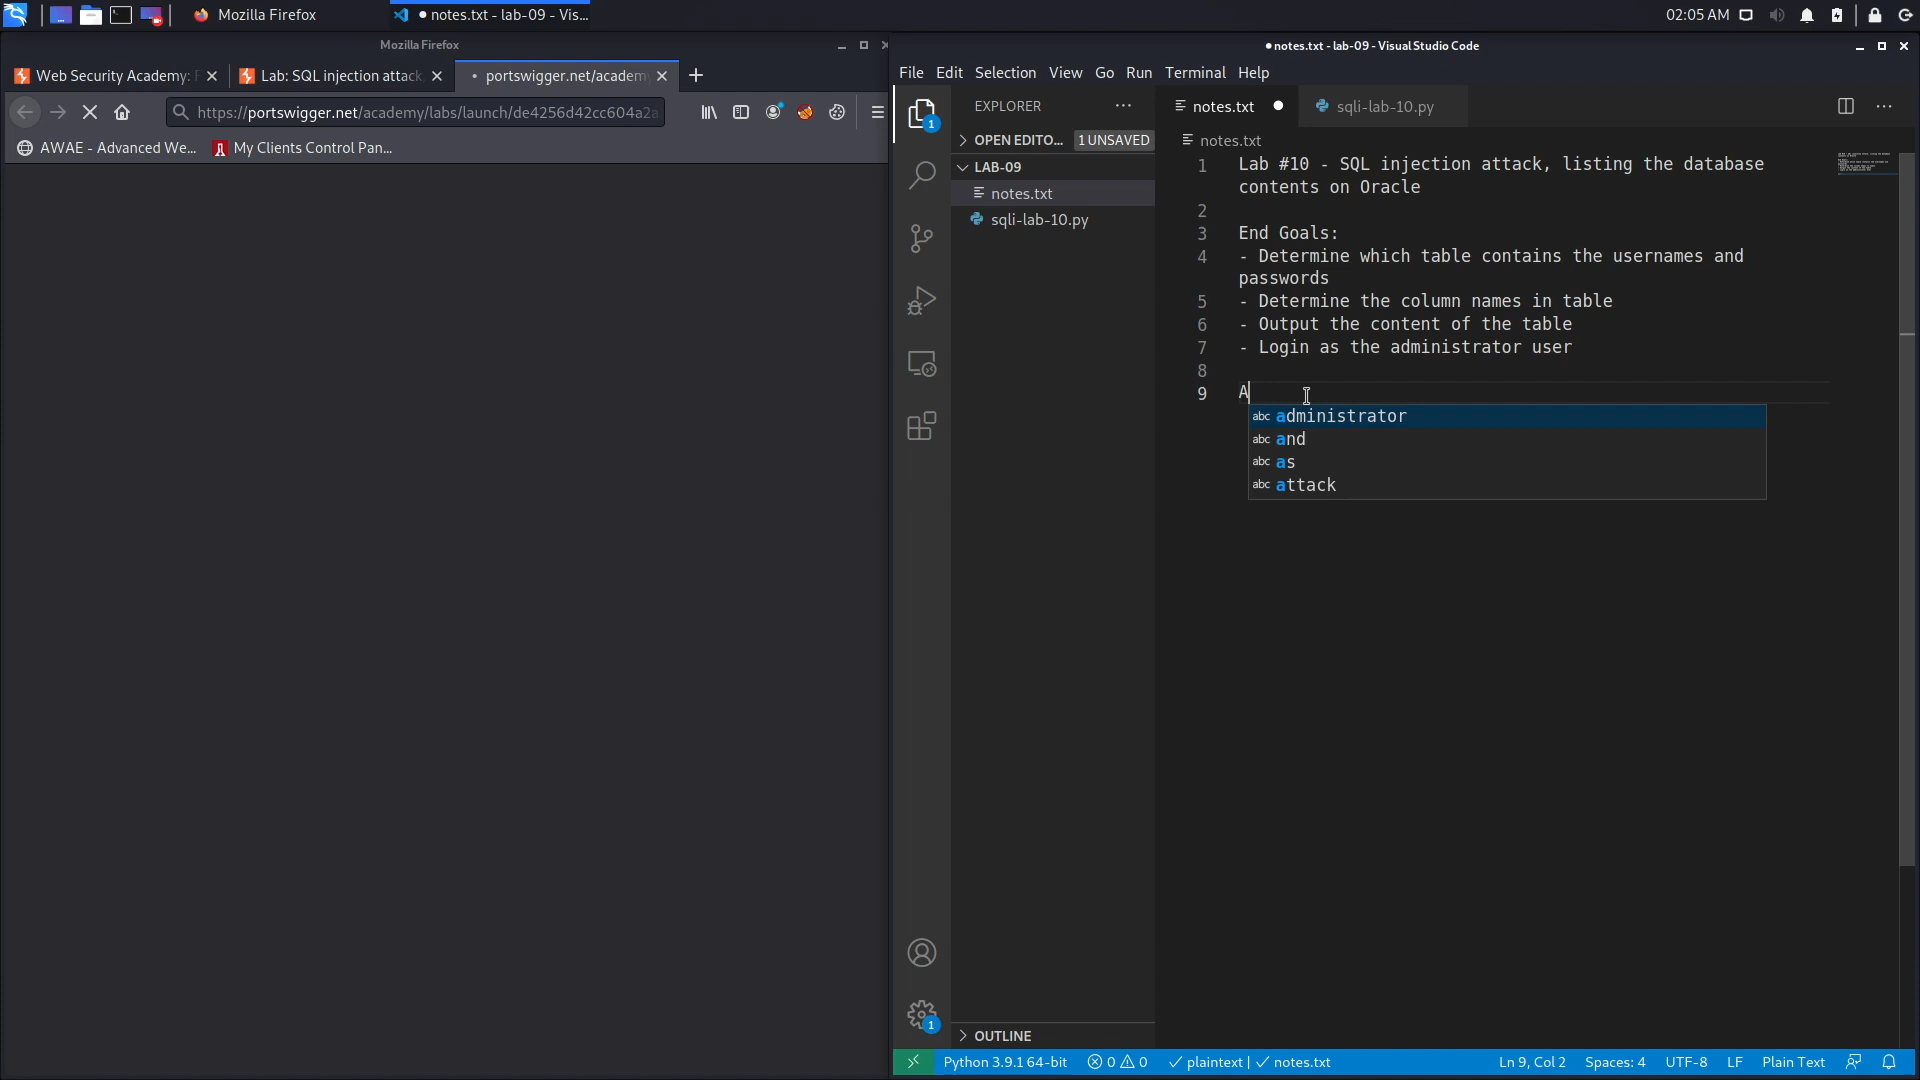 02:05 AM
Mozilla Firefox
notes.txt - lab-09 - Vis...
Mozilla Firefox
Web Security Academy:
Lab: SQL injection attack
portswigger.net/academ
https://portswigger.net/academy/labs/launch/de4256d42cc604a2a
AWAE - Advanced We...
My Clients Control Pan...
notes.txt - lab-09 - Visual Studio Code
File Edit Selection View Go Run Terminal Help
EXPLORER
OPEN EDITO... 1 UNSAVED
LAB-09
notes.txt
sqli-lab-10.py
OUTLINE
1
1
notes.txt
sqli-lab-10.py
notes.txt
1 Lab #10 - SQL injection attack, listing the database
contents on Oracle
2
3 End Goals:
4 - Determine which table contains the usernames and
passwords
5 - Determine the column names in table
6 - Output the content of the table
7 - Login as the administrator user
8
9 A
abc administrator
abc and
abc as
abc attack
Python 3.9.1 64-bit 0 0 plaintext | notes.txt Ln 9, Col 2 Spaces: 4 UTF-8 LF Plain Text